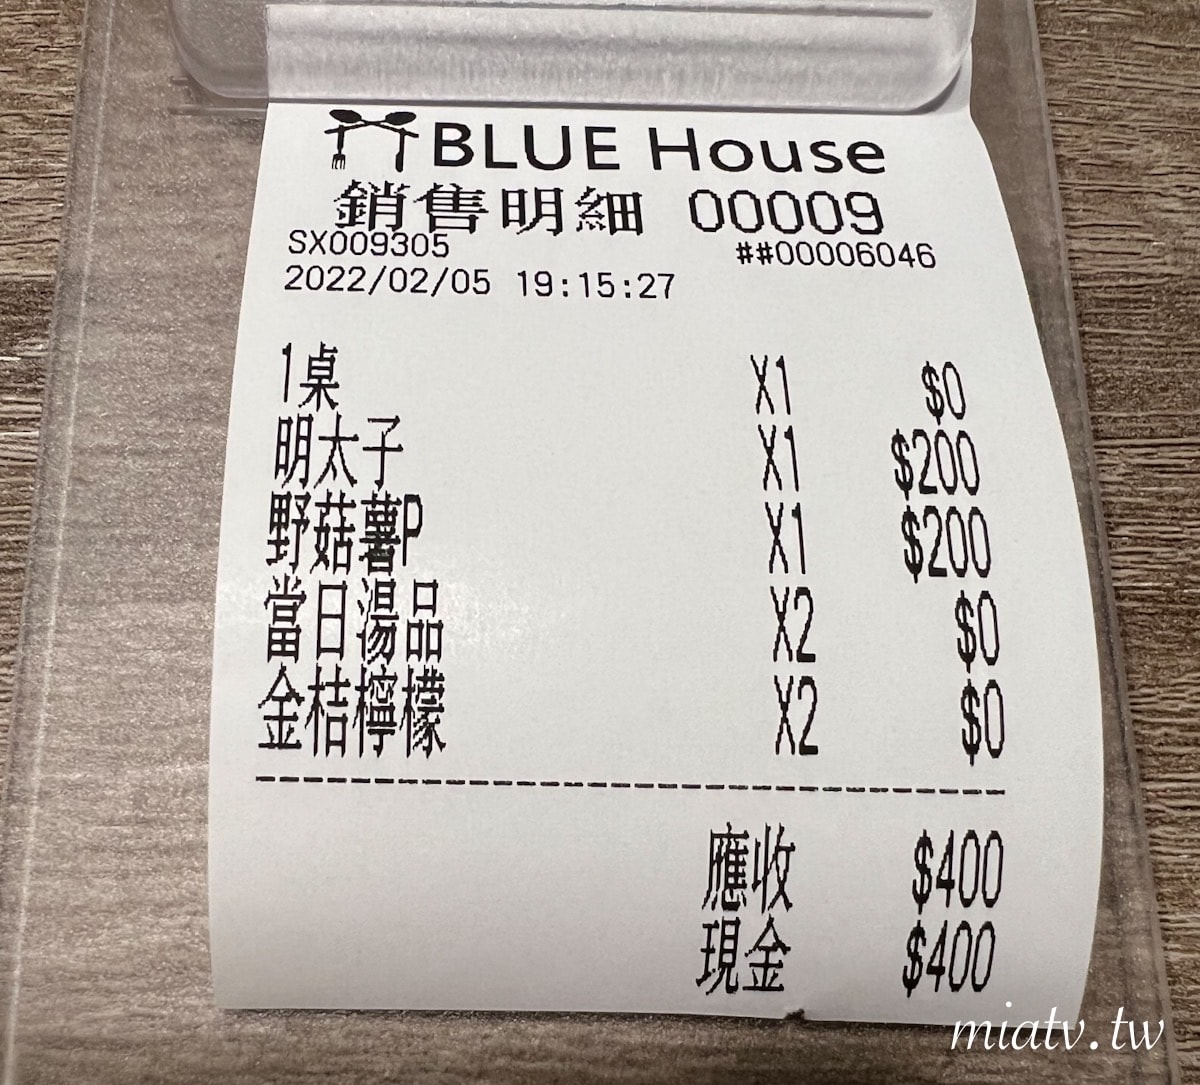 BLUE House
銷售明細 00009
SX009305 ##00006046
2022/02/05 19:15:27
1桌 X1 $0
明太子 X1 $200
野菇薯P X1 $200
當日湯品 X2 $0
金桔檸檬 X2 $0
應收 $400
現金 $400
miatv.tw